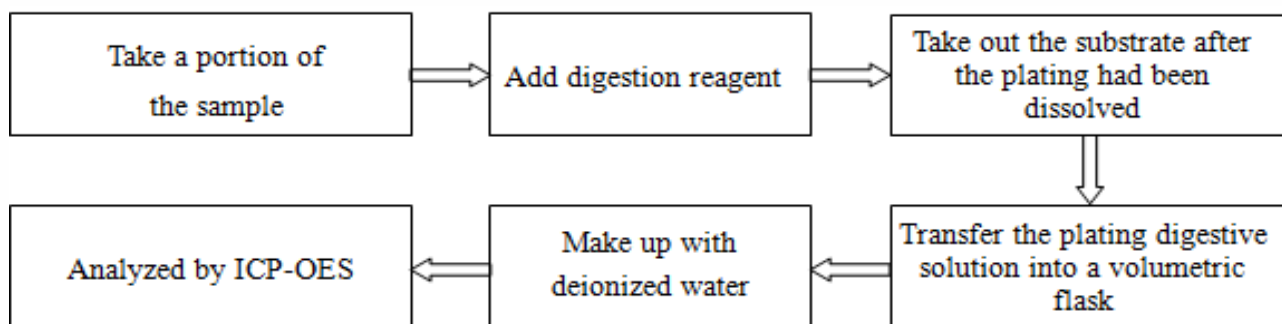 Take a portion of
the sample
Add digestion reagent
Take out the substrate after
the plating had been
dissolved
Transfer the plating digestive
solution into a volumetric
flask
Make up with
deionized water
Analyzed by ICP-OES